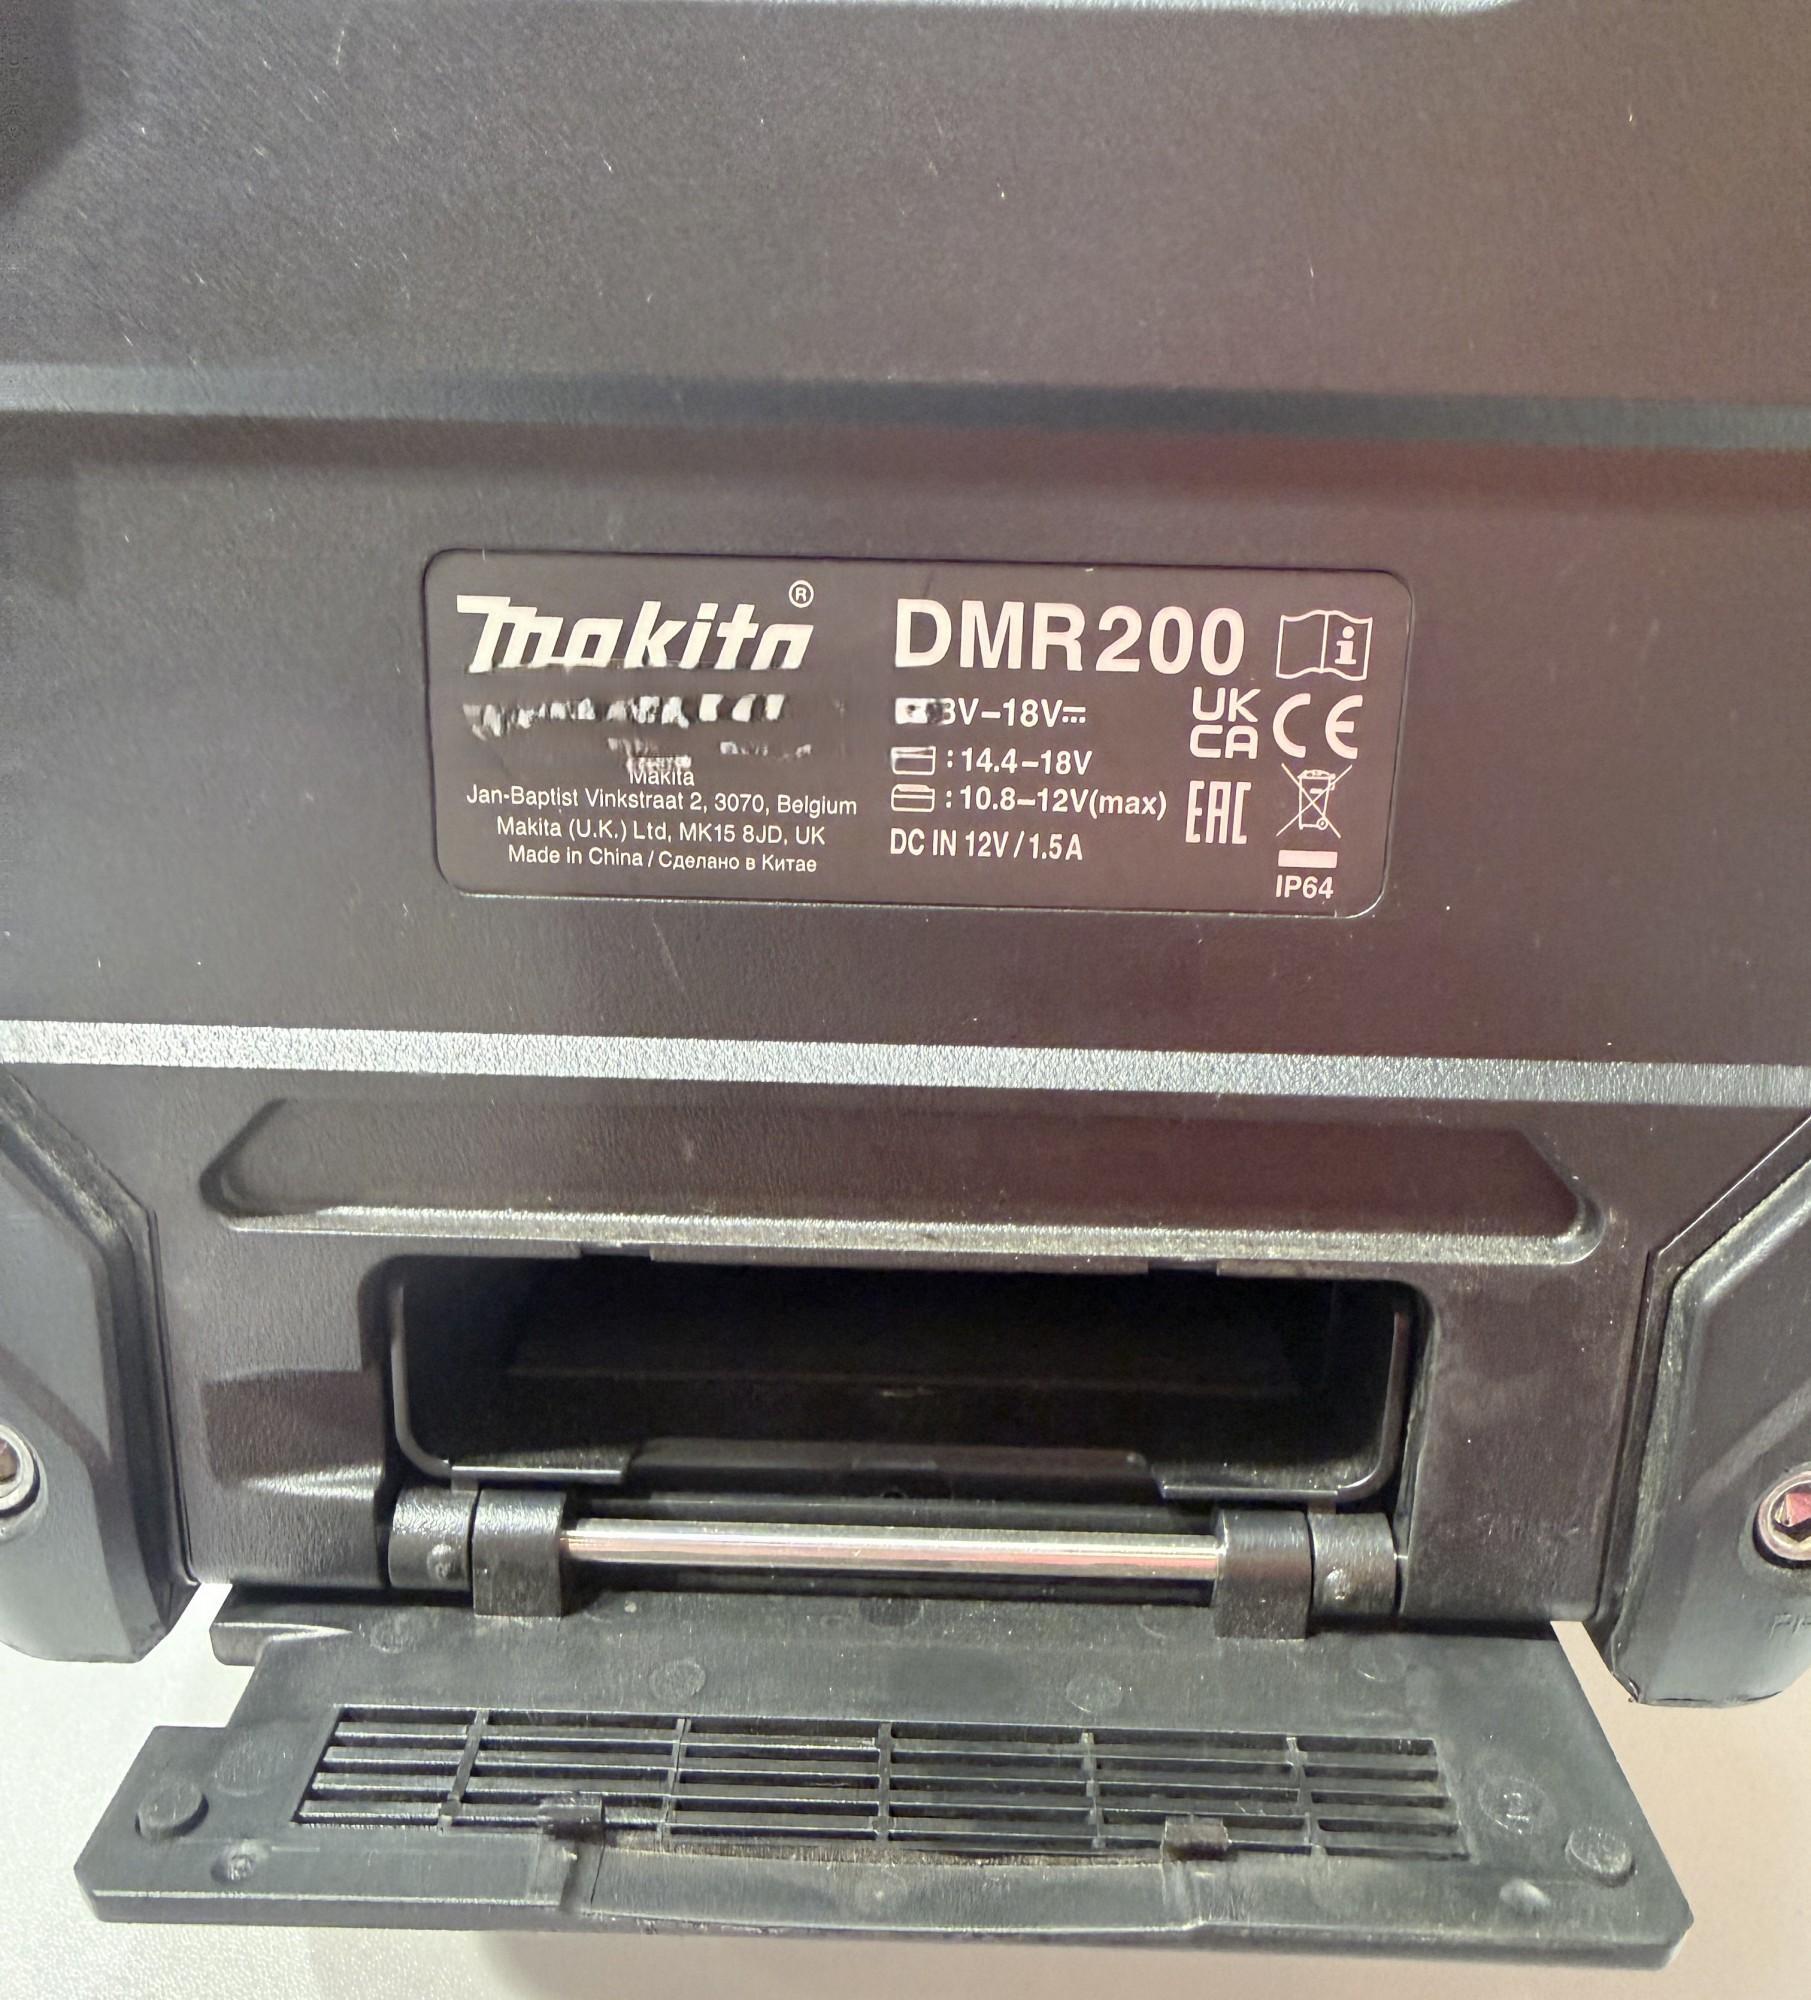 makita ®
DMR200
V–18V
: 14.4–18V
: 10.8–12V(max)
DC IN 12V / 1.5A
UK
CA
CE
EAC
IP64
Makita
Jan-Baptist Vinkstraat 2, 3070, Belgium
Makita (U.K.) Ltd, MK15 8JD, UK
Made in China / Сделано в Китае